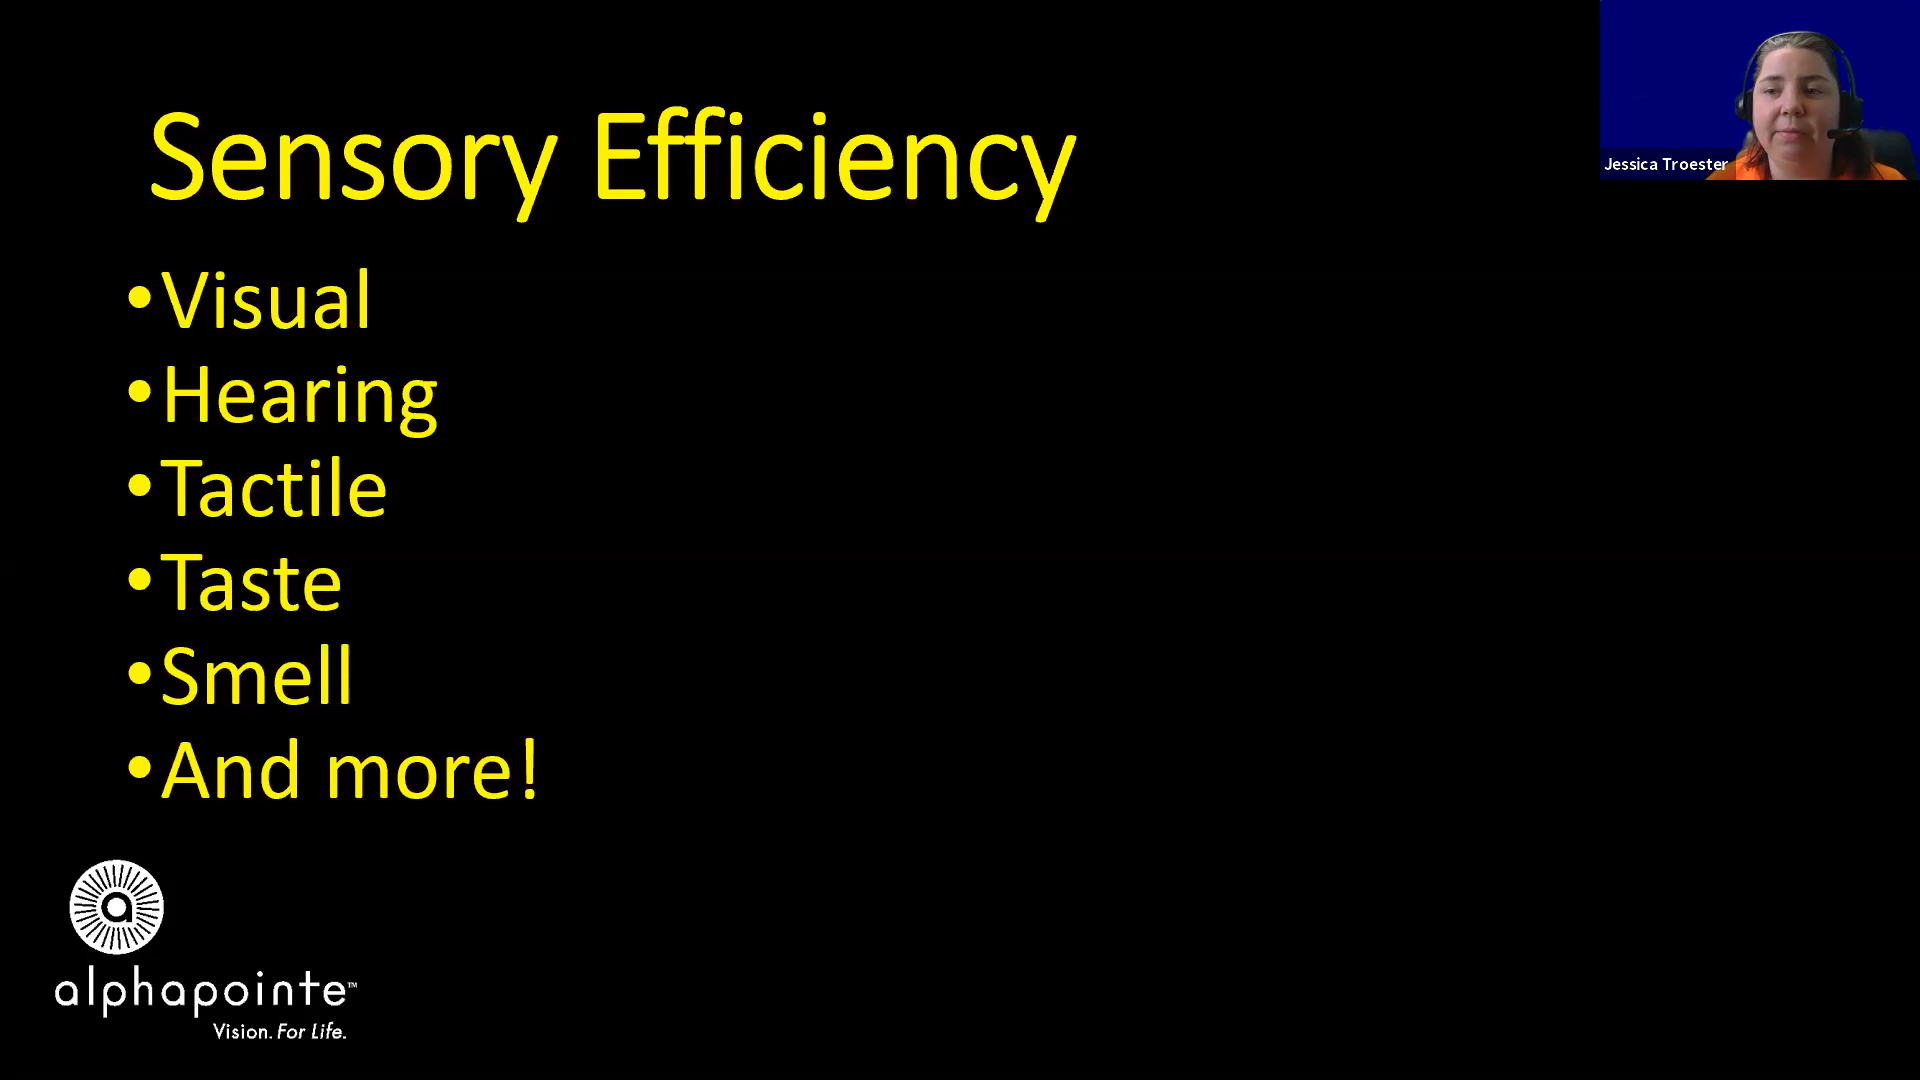 Sensory Efficiency
•Visual
•Hearing
•Tactile
•Taste
•Smell
•And more!
Jessica Troester
a
alphapointe™
Vision. For Life.